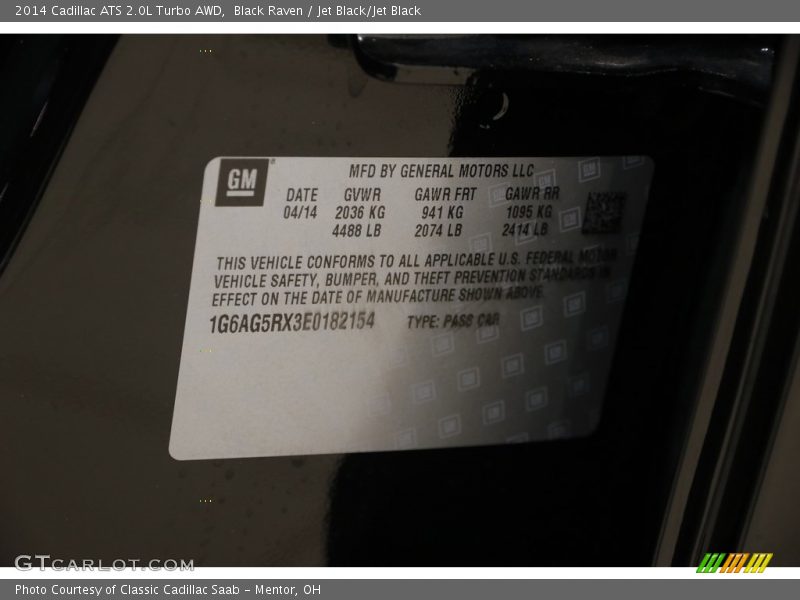 2014 Cadillac ATS 2.0L Turbo AWD, Black Raven / Jet Black/Jet Black
GM
MFD BY GENERAL MOTORS LLC
DATE GVWR GAWR FRT GAWR RR
04/14 2036 KG 941 KG 1095 KG
4488 LB 2074 LB 2414 LB
THIS VEHICLE CONFORMS TO ALL APPLICABLE U.S. FEDERAL MOTOR
VEHICLE SAFETY, BUMPER, AND THEFT PREVENTION STANDARDS IN
EFFECT ON THE DATE OF MANUFACTURE SHOWN ABOVE.
1G6AG5RX3E0182154 TYPE: PASS CAR
GTCARLOT.COM
Photo Courtesy of Classic Cadillac Saab - Mentor, OH